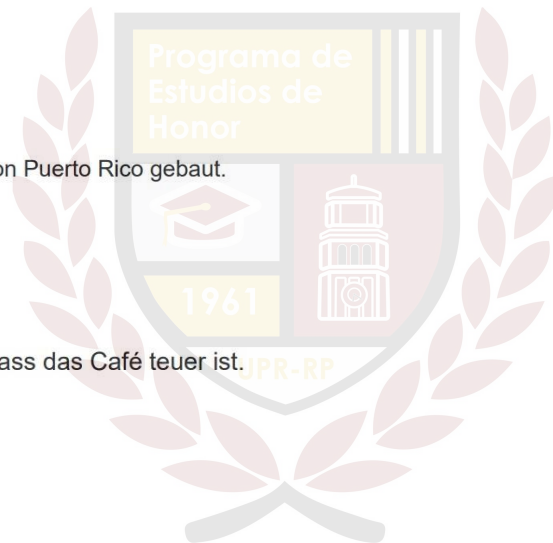 Programa de
Estudios de
Honor
on Puerto Rico gebaut.
1961
ass das Café teuer ist.
UPR-RP